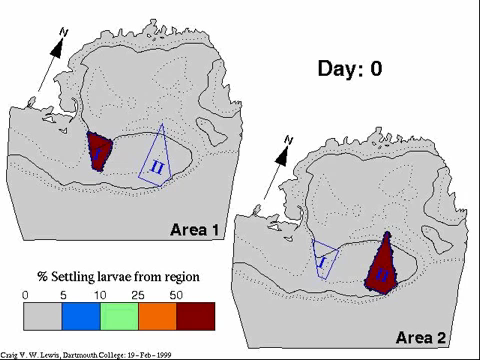 N
Day: 0
I
II
Area 1
N
I
II
% Settling larvae from region
0 5 10 25 50
Area 2
Craig V. W. Lewis, Dartmouth College: 19-Feb-1999